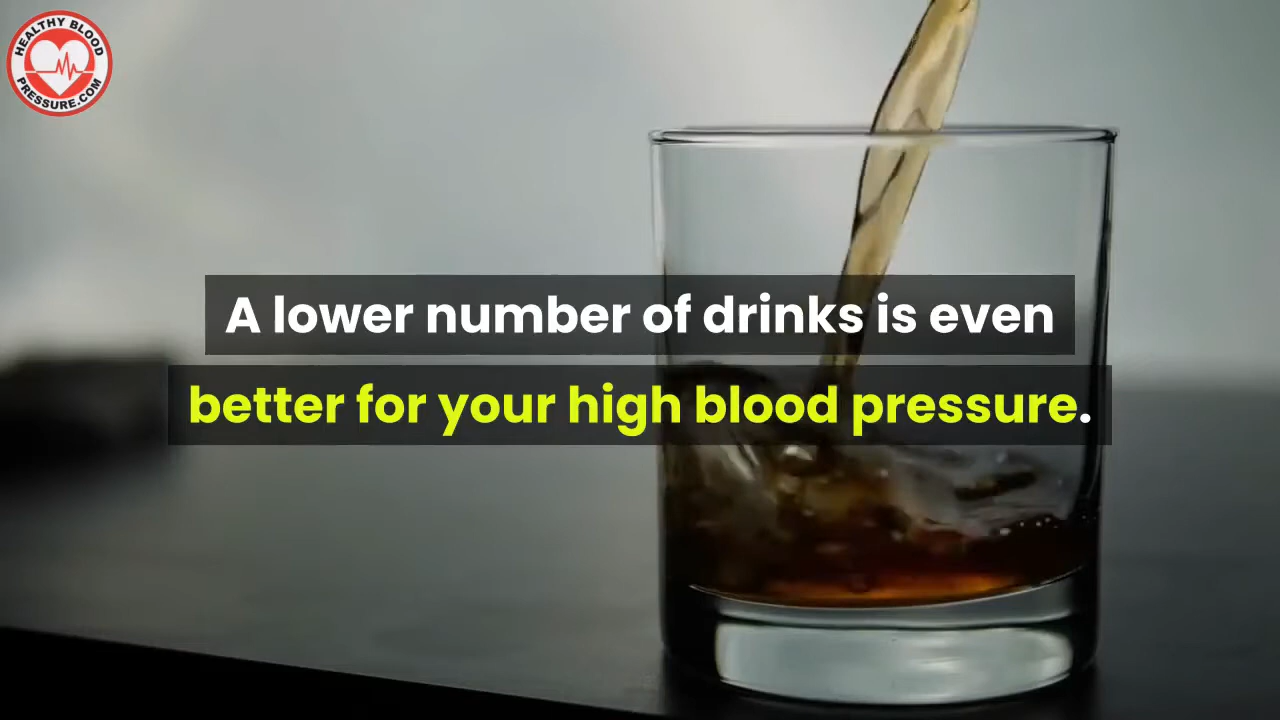 HEALTHY BLOOD
PRESSURE.COM
A lower number of drinks is even
better for your high blood pressure.